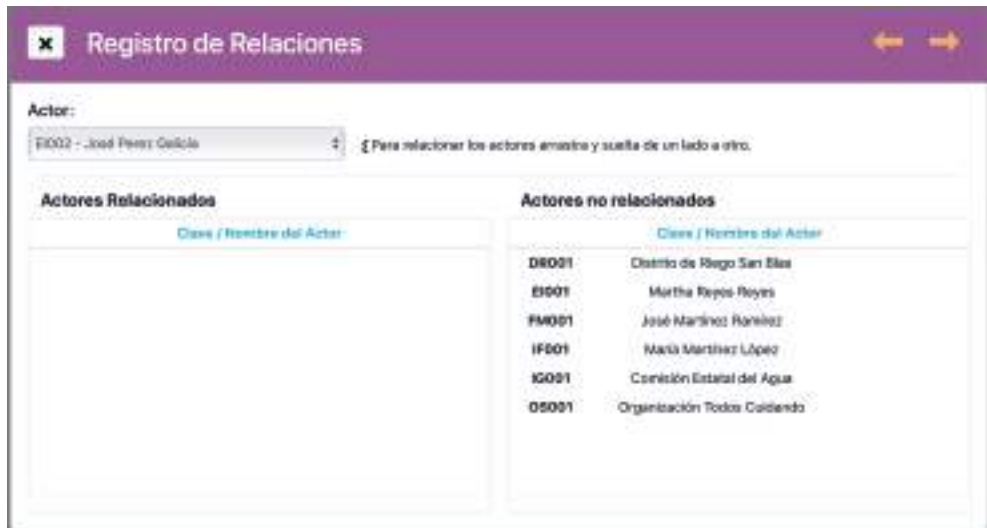 Registro de Relaciones
Actor:
EI002 - José Perez Galicia
Para relacionar los actores arrastra y suelta de un lado a otro.
Actores Relacionados
Clave / Nombre del Actor
Actores no relacionados
Clave / Nombre del Actor
DR001 Distrito de Riego San Blas
EI001 Martha Reyes Reyes
FM001 José Martínez Ramírez
IF001 María Martínez López
IG001 Comisión Estatal del Agua
OS001 Organización Todos Cuidando